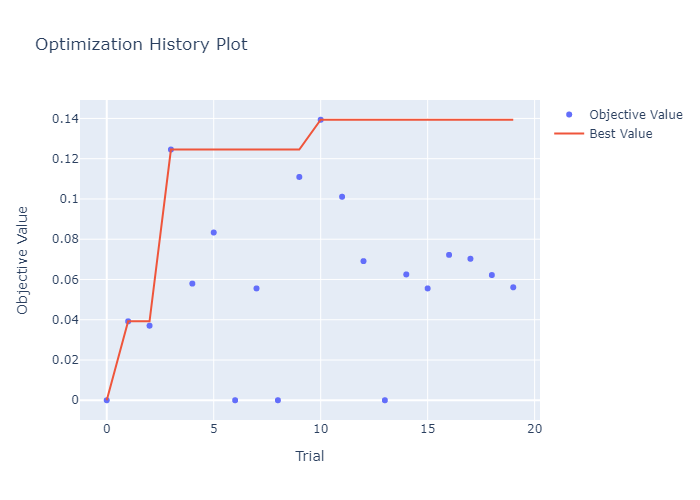 Optimization History Plot
Objective Value
Best Value
0.14
0.12
0.1
0.08
0.06
0.04
0.02
0
Objective Value
0
5
10
15
20
Trial